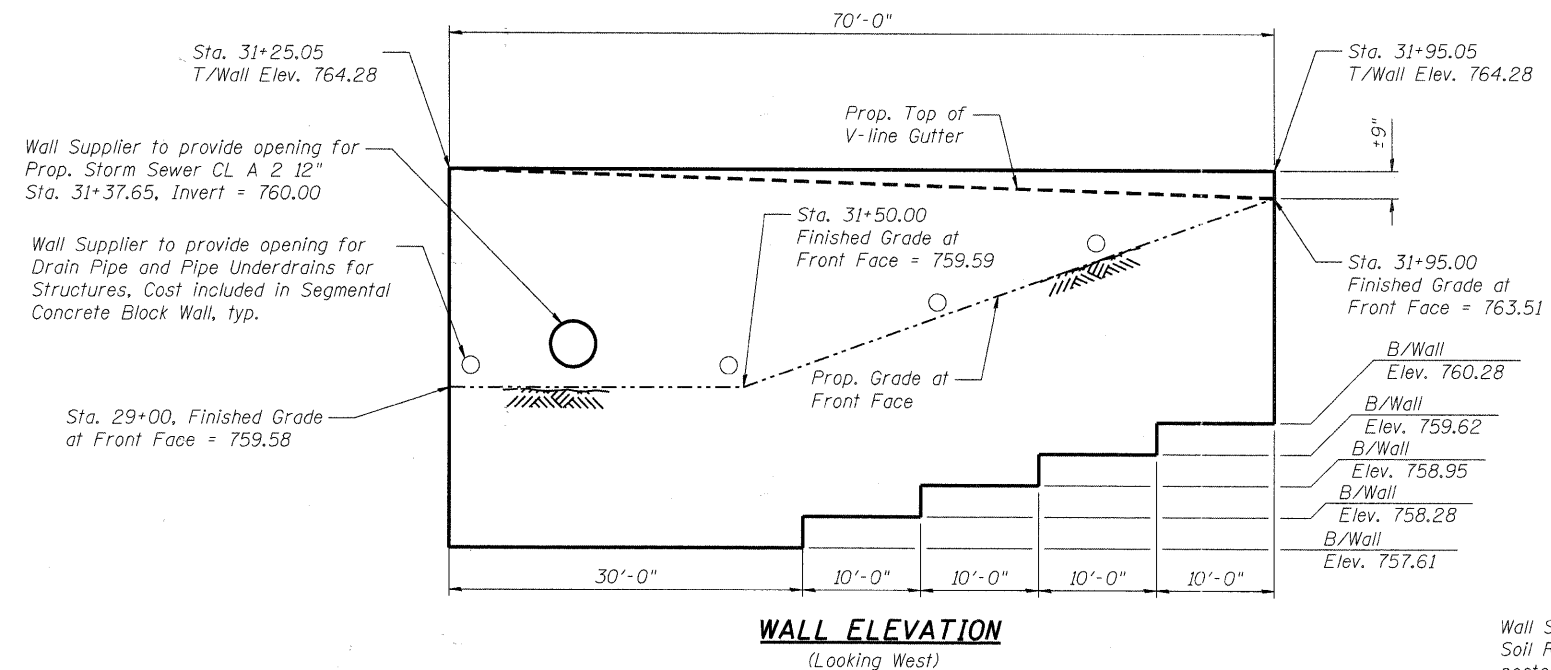 70'-0"
Sta. 31+25.05
T/Wall Elev. 764.28
Sta. 31+95.05
T/Wall Elev. 764.28
Prop. Top of
V-line Gutter
±9"
Wall Supplier to provide opening for
Prop. Storm Sewer CL A 2 12"
Sta. 31+37.65, Invert = 760.00
Sta. 31+50.00
Finished Grade at
Front Face = 759.59
Wall Supplier to provide opening for
Drain Pipe and Pipe Underdrains for
Structures, Cost included in Segmental
Concrete Block Wall, typ.
Sta. 31+95.00
Finished Grade at
Front Face = 763.51
Prop. Grade at
Front Face
Sta. 29+00, Finished Grade
at Front Face = 759.58
B/Wall
Elev. 760.28
B/Wall
Elev. 759.62
B/Wall
Elev. 758.95
B/Wall
Elev. 758.28
B/Wall
Elev. 757.61
30'-0"
10'-0"
10'-0"
10'-0"
10'-0"
WALL ELEVATION
(Looking West)
Wall S
Soil R